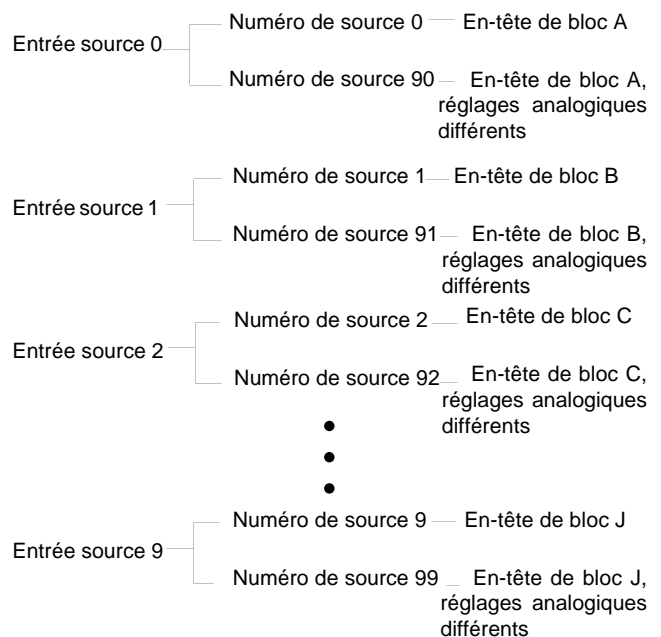 Entrée source 0
Numéro de source 0
En-tête de bloc A
Numéro de source 90
En-tête de bloc A,
réglages analogiques
différents
Entrée source 1
Numéro de source 1
En-tête de bloc B
Numéro de source 91
En-tête de bloc B,
réglages analogiques
différents
Entrée source 2
Numéro de source 2
En-tête de bloc C
Numéro de source 92
En-tête de bloc C,
réglages analogiques
différents
Entrée source 9
Numéro de source 9
En-tête de bloc J
Numéro de source 99
En-tête de bloc J,
réglages analogiques
différents